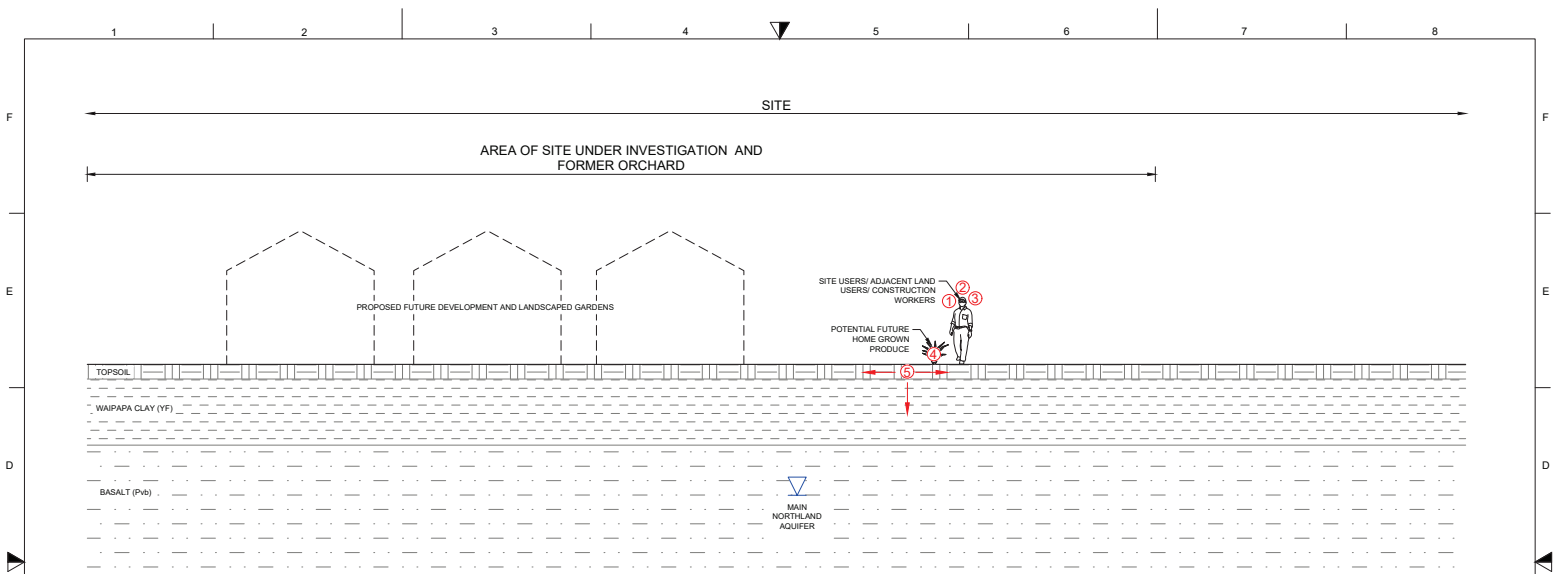 1 2 3 4 5 6 7 8
F F
SITE
AREA OF SITE UNDER INVESTIGATION AND
FORMER ORCHARD
E E
SITE USERS/ ADJACENT LAND
USERS/ CONSTRUCTION
WORKERS
1 2 3
PROPOSED FUTURE DEVELOPMENT AND LANDSCAPED GARDENS
POTENTIAL FUTURE
HOME GROWN
PRODUCE
4
TOPSOIL
5
WAIPAPA CLAY (YF)
D D
BASALT (Pvb)
MAIN
NORTHLAND
AQUIFER